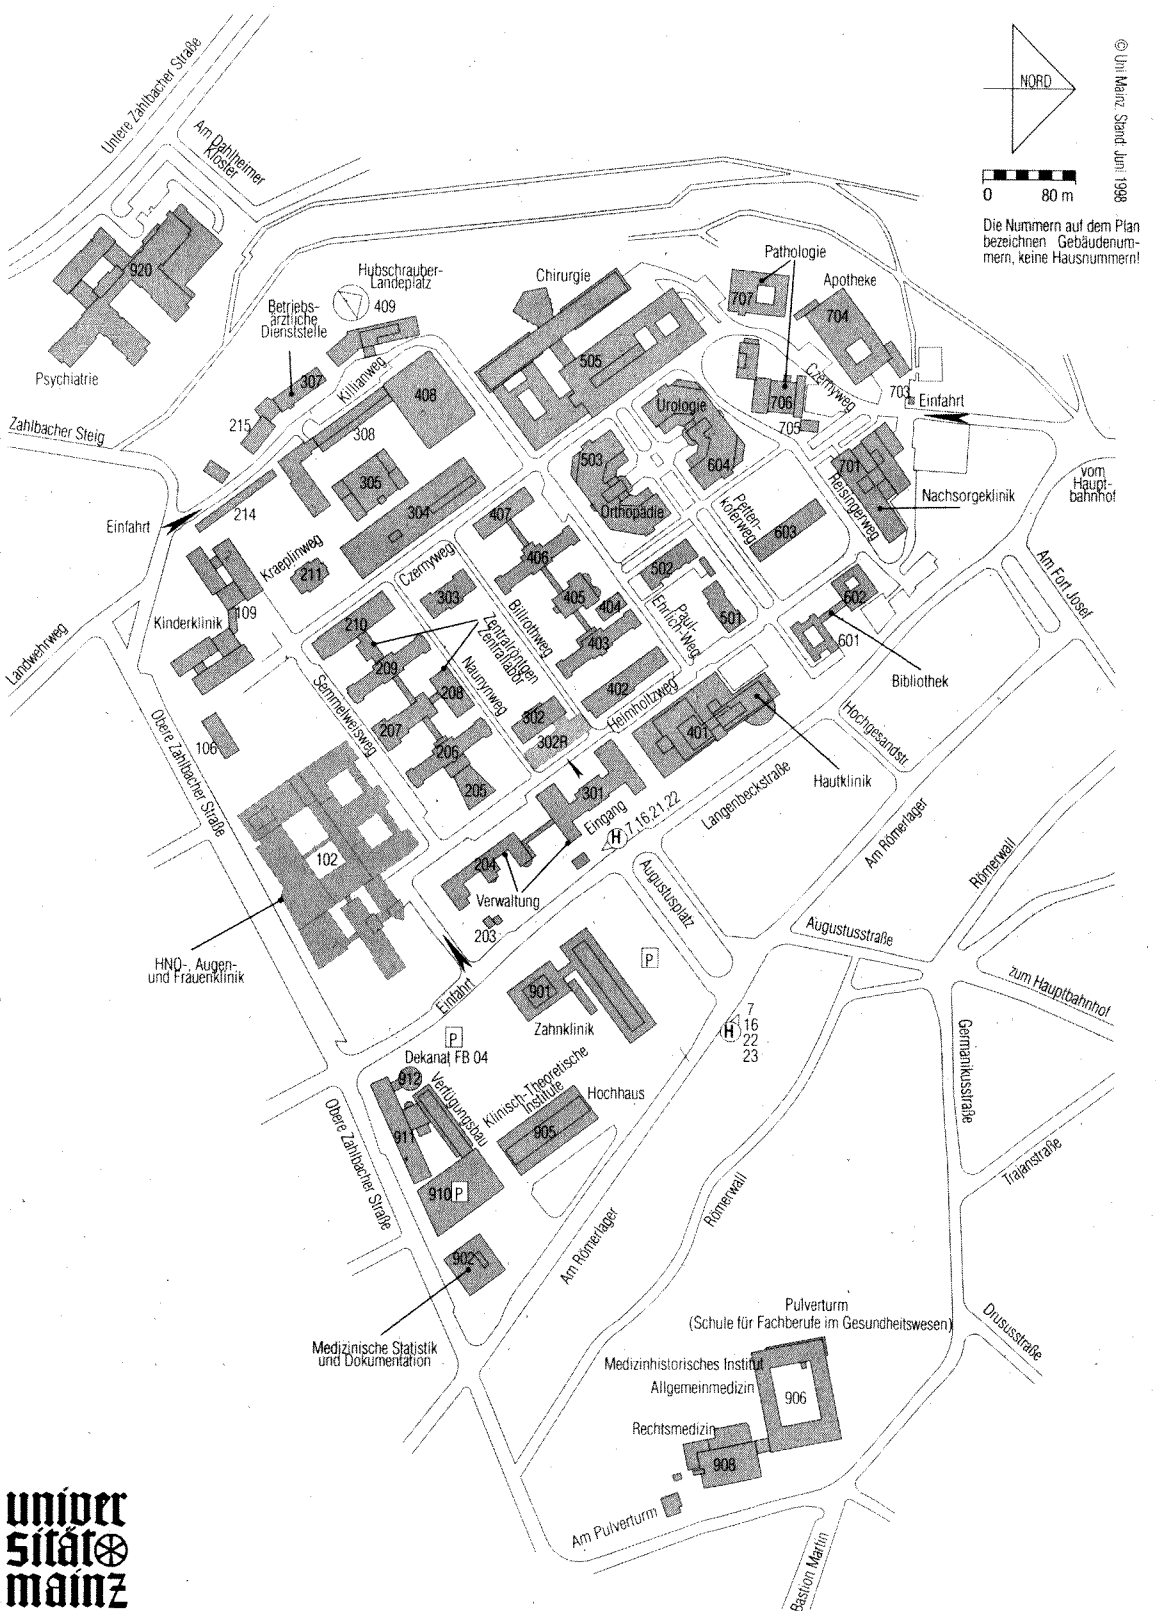 NORD
© Uni Mainz, Stand: Juni 1998
0 80 m
Die Nummern auf dem Plan
bezeichnen Gebäudenum-
mern, keine Hausnummern!
Untere Zahlbacher Straße
Am Dahlheimer
Kloster
920
Psychiatrie
Hubschrauber-
Landeplatz
409
Betriebs-
ärztliche
Dienststelle
307
215
Killianweg
308
408
Chirurgie
505
Pathologie
707
Apotheke
704
706
705
Czernyweg
703
Einfahrt
Urologie
604
503
Orthopädie
701
Nachsorgeklinik
Reisingerweg
vom
Haupt-
bahnhof
Zahlbacher Steig
Einfahrt
214
305
304
Kraeplinweg
211
Czernyweg
303
407
406
405
404
403
402
Billrothweg
502
Paul-
Ehrlich-Weg
501
Petten-
koferweg
603
602
601
Bibliothek
Am Fort Josef
Kinderklinik
109
Landwehrweg
106
Obere Zahlbacher Straße
210
209
208
207
206
205
Semmelweisweg
Zentralröntgen
Zentrallabor
Naunynweg
302
302R
Helmholtzweg
401
Hautklinik
Hochgesandstr.
301
Eingang
H 7,16,21,22
Langenbeckstraße
Am Römerlager
Römerwall
102
HNO-, Augen-
und Frauenklinik
204
Verwaltung
203
Einfahrt
Augustusplatz
Augustusstraße
zum Hauptbahnhof
P
901
Zahnklinik
H
7
16
22
23
P
Dekanat FB 04
912
911
Verfügungsbau
Klinisch-Theoretische
Institute
Hochhaus
905
910 P
Obere Zahlbacher Straße
902
Medizinische Statistik
und Dokumentation
Am Römerlager
Römerwall
Germanikusstraße
Trajanstraße
Drususstraße
Pulverturm
(Schule für Fachberufe im Gesundheitswesen)
Medizinhistorisches Institut
Allgemeinmedizin
906
Rechtsmedizin
908
Am Pulverturm
Bastion Martin
univer
sität
mainz